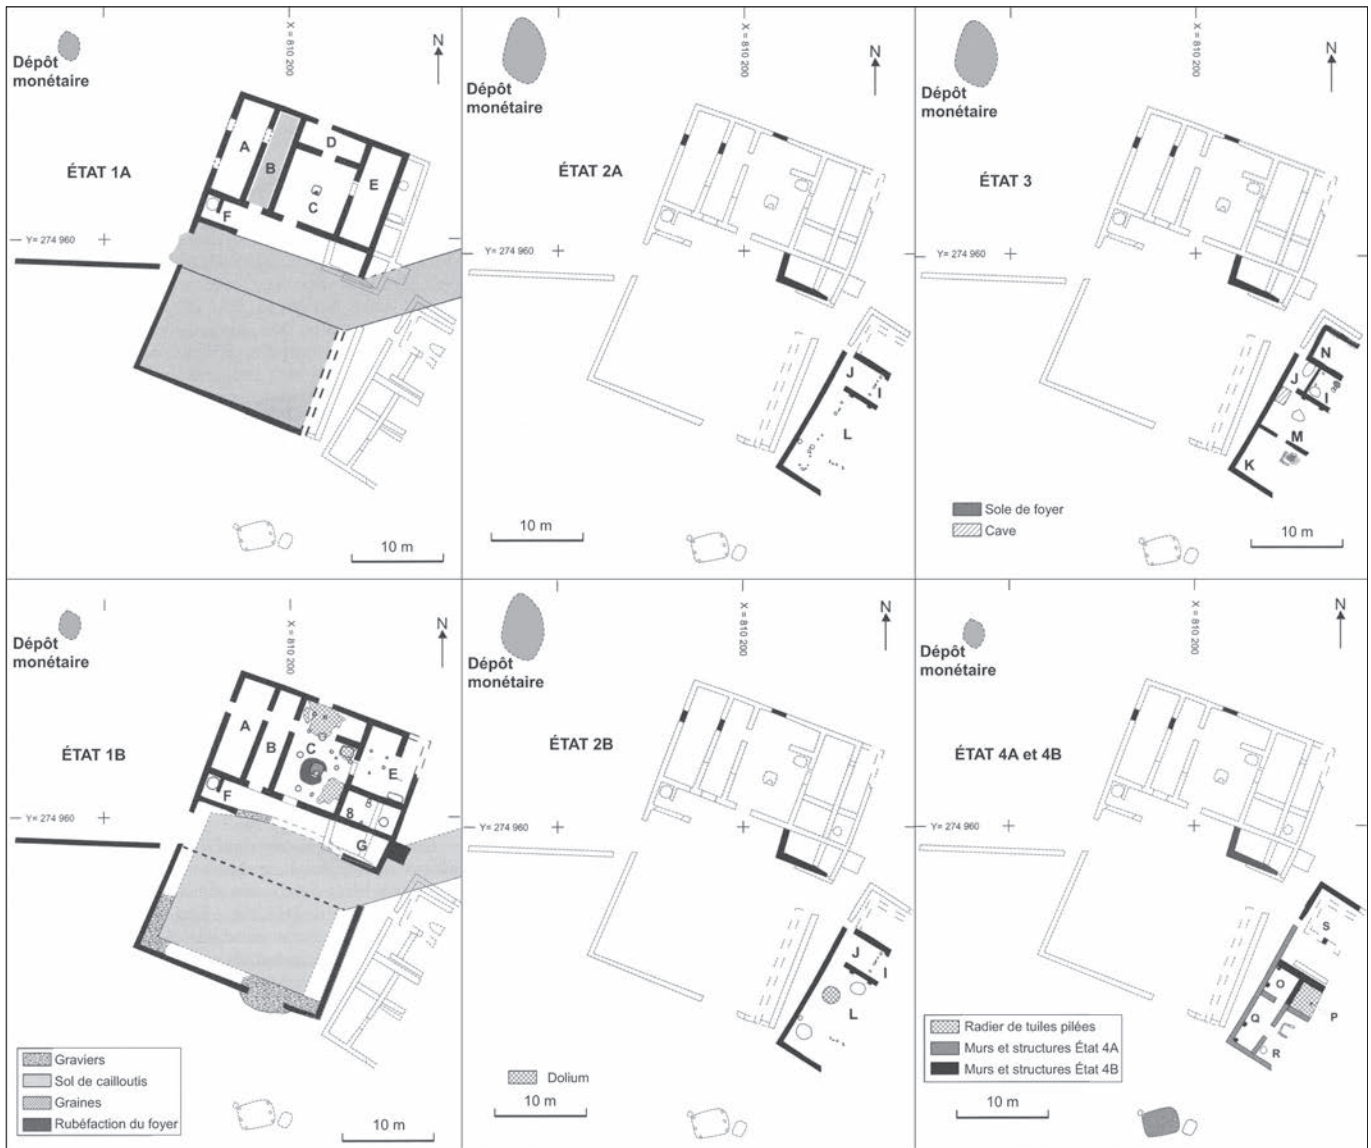 X = 810 200
N
Dépôt
monétaire
ÉTAT 1A
A
B
C
D
E
F
Y= 274 960
10 m
X = 810 200
N
Dépôt
monétaire
ÉTAT 2A
Y= 274 960
J
I
L
10 m
X = 810 200
N
Dépôt
monétaire
ÉTAT 3
Y= 274 960
N
J
I
M
K
Sole de foyer
Cave
10 m
X = 810 200
N
Dépôt
monétaire
ÉTAT 1B
A
B
C
E
F
8
G
Y= 274 960
Graviers
Sol de cailloutis
Graines
Rubéfaction du foyer
10 m
X = 810 200
N
Dépôt
monétaire
ÉTAT 2B
Y= 274 960
J
I
L
Dolium
10 m
X = 810 200
N
Dépôt
monétaire
ÉTAT 4A et 4B
Y= 274 960
S
O
Q
P
R
Radier de tuiles pilées
Murs et structures État 4A
Murs et structures État 4B
10 m